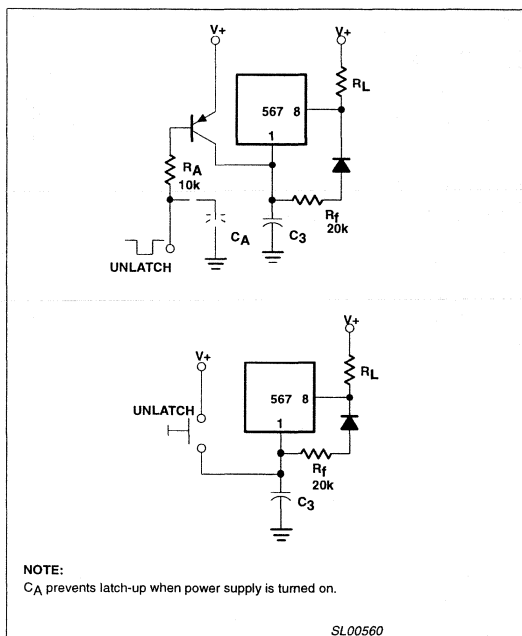 V+
V+
RL
567 8
1
RA
10k
Rf
20k
CA
C3
UNLATCH
V+
V+
RL
UNLATCH
567 8
1
Rf
20k
C3
NOTE:
CA prevents latch-up when power supply is turned on.
SL00560